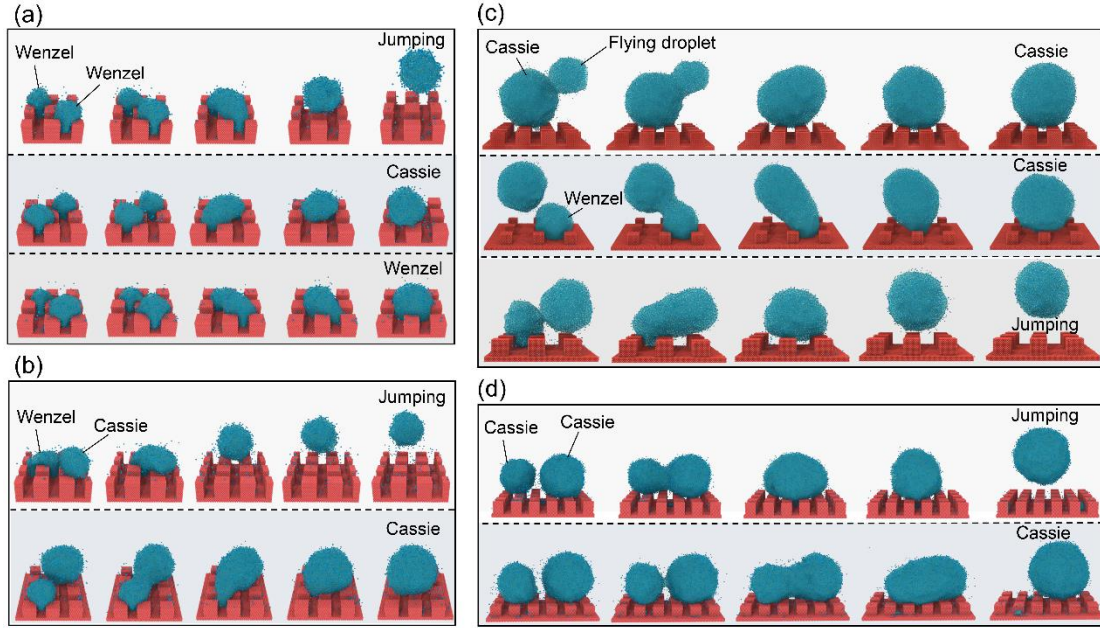 (a)
Wenzel
Wenzel
Jumping
Cassie
Wenzel
(b)
Wenzel
Cassie
Jumping
Cassie
(c)
Cassie
Flying droplet
Cassie
Wenzel
Cassie
Jumping
(d)
Cassie
Cassie
Jumping
Cassie